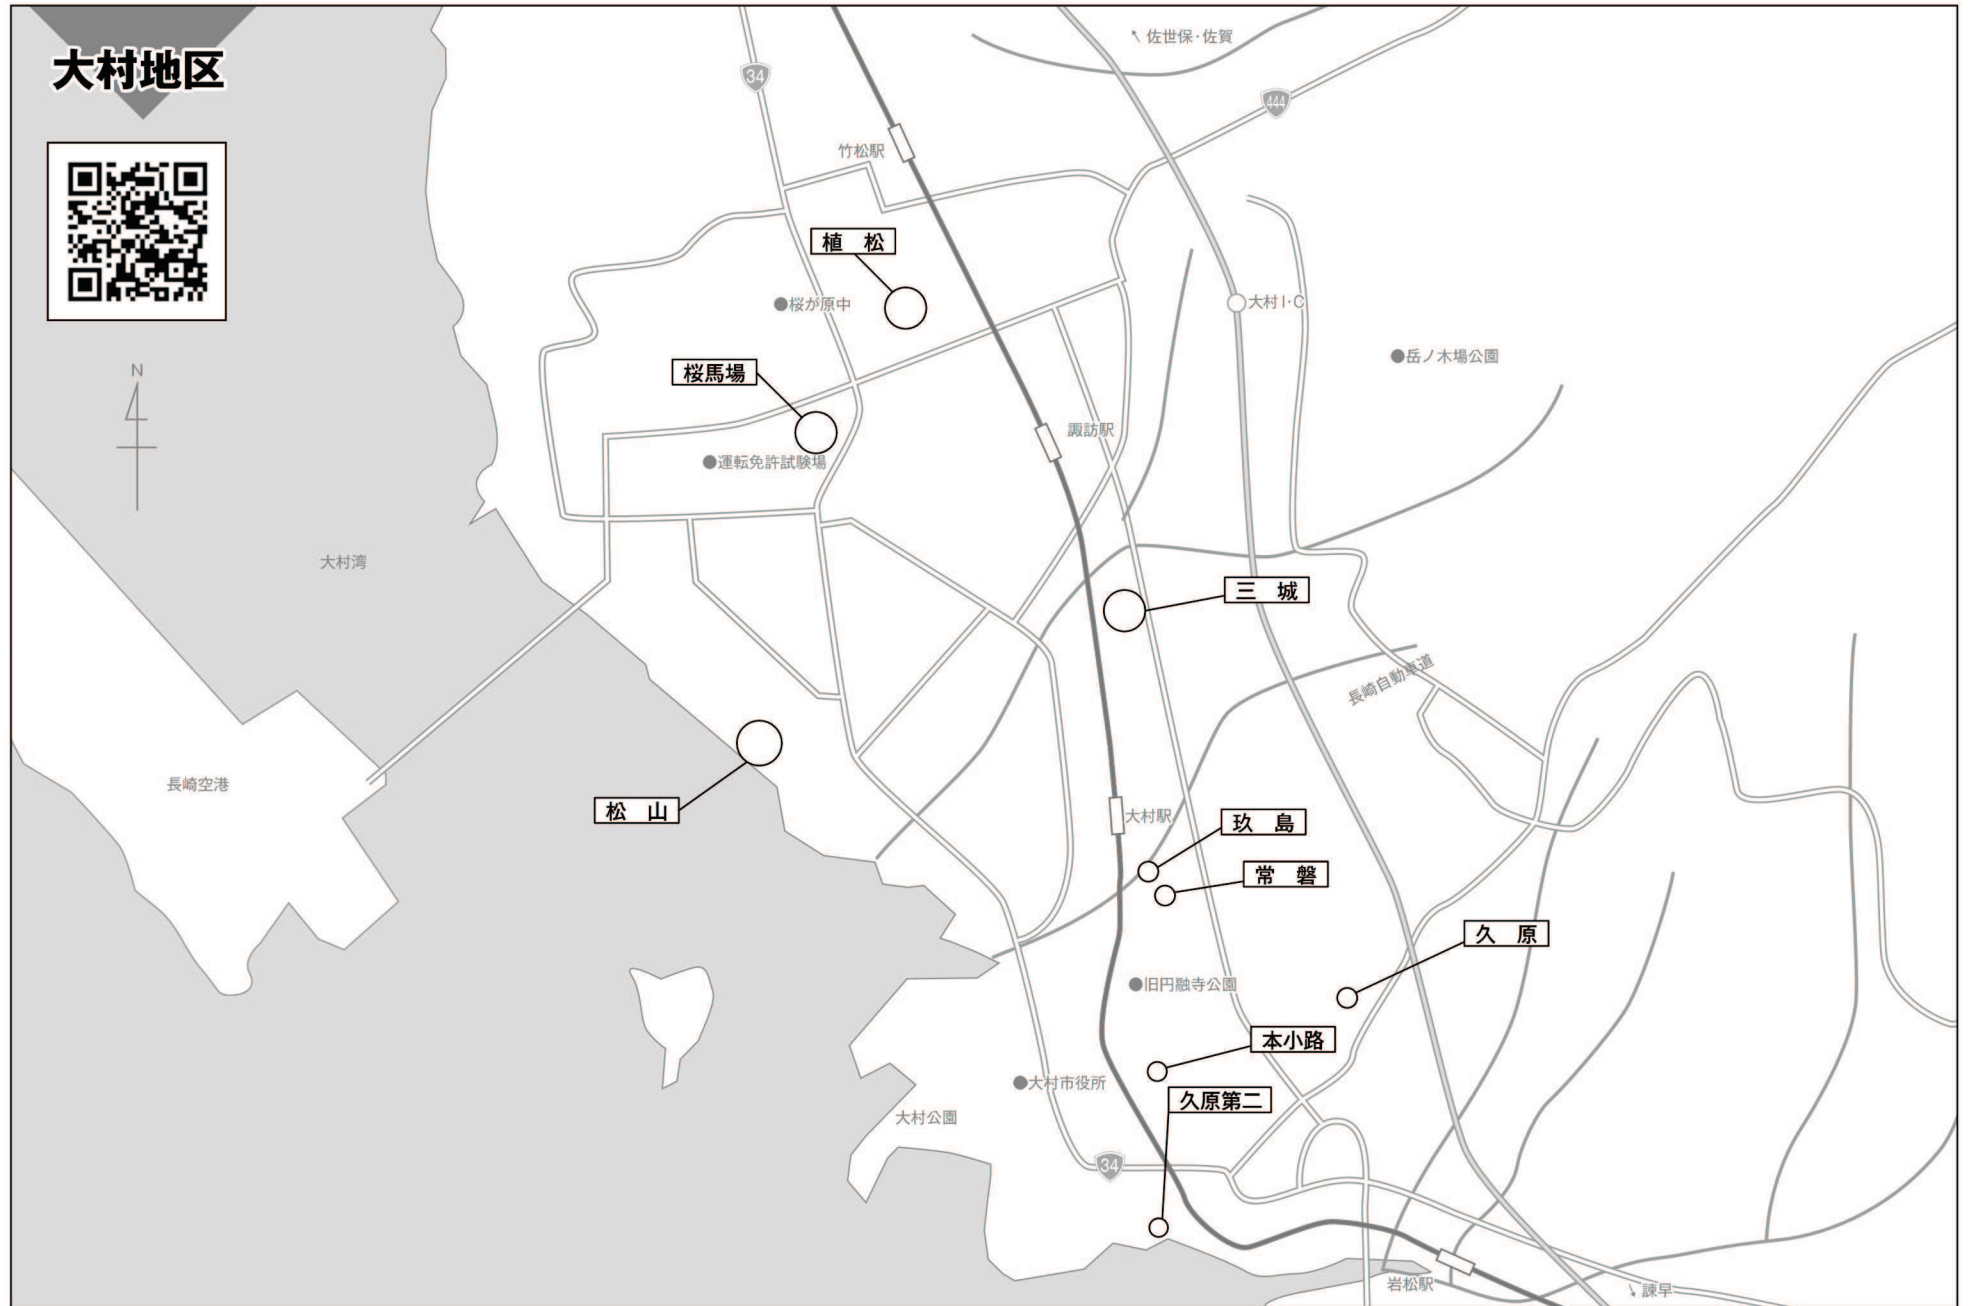 大村地区
佐世保・佐賀
34
444
竹松駅
植 松
桜が原中
大村I・C
N
岳ノ木場公園
桜馬場
諏訪駅
運転免許試験場
大村湾
三 城
長崎自動車道
長崎空港
松 山
大村駅
玖 島
常 磐
久 原
旧円融寺公園
本小路
大村市役所
久原第二
大村公園
34
岩松駅
諫早